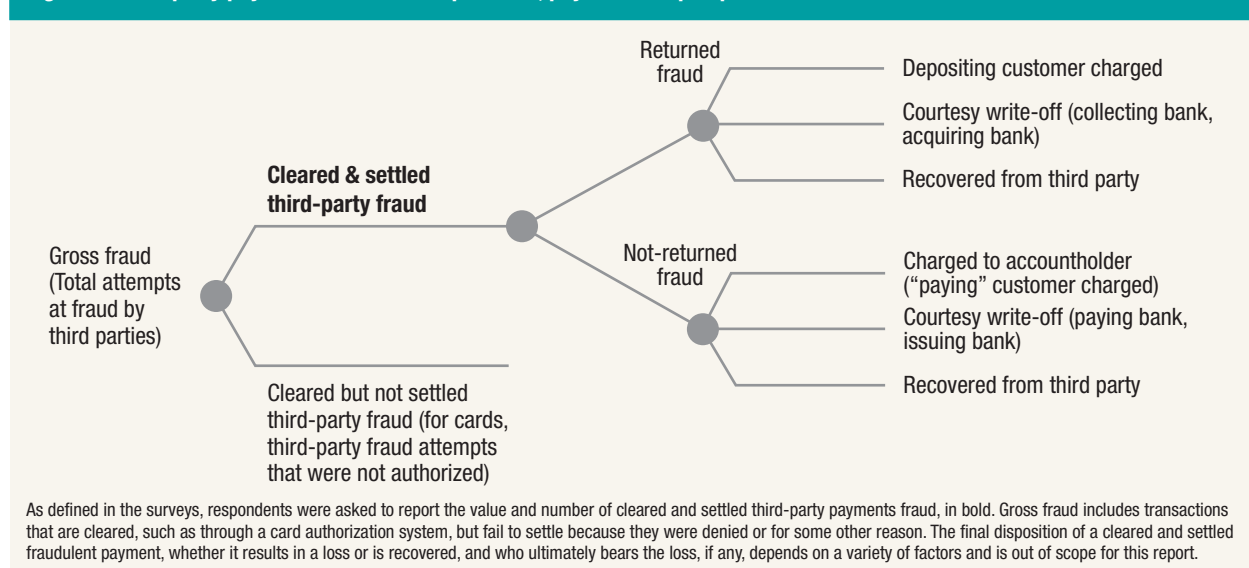 Returned
fraud
Depositing customer charged
Courtesy write-off (collecting bank,
acquiring bank)
Recovered from third party
Cleared & settled
third-party fraud
Gross fraud
(Total attempts
at fraud by
third parties)
Not-returned
fraud
Charged to accountholder
(“paying” customer charged)
Courtesy write-off (paying bank,
issuing bank)
Recovered from third party
Cleared but not settled
third-party fraud (for cards,
third-party fraud attempts
that were not authorized)
As defined in the surveys, respondents were asked to report the value and number of cleared and settled third-party payments fraud, in bold. Gross fraud includes transactions
that are cleared, such as through a card authorization system, but fail to settle because they were denied or for some other reason. The final disposition of a cleared and settled
fraudulent payment, whether it results in a loss or is recovered, and who ultimately bears the loss, if any, depends on a variety of factors and is out of scope for this report.